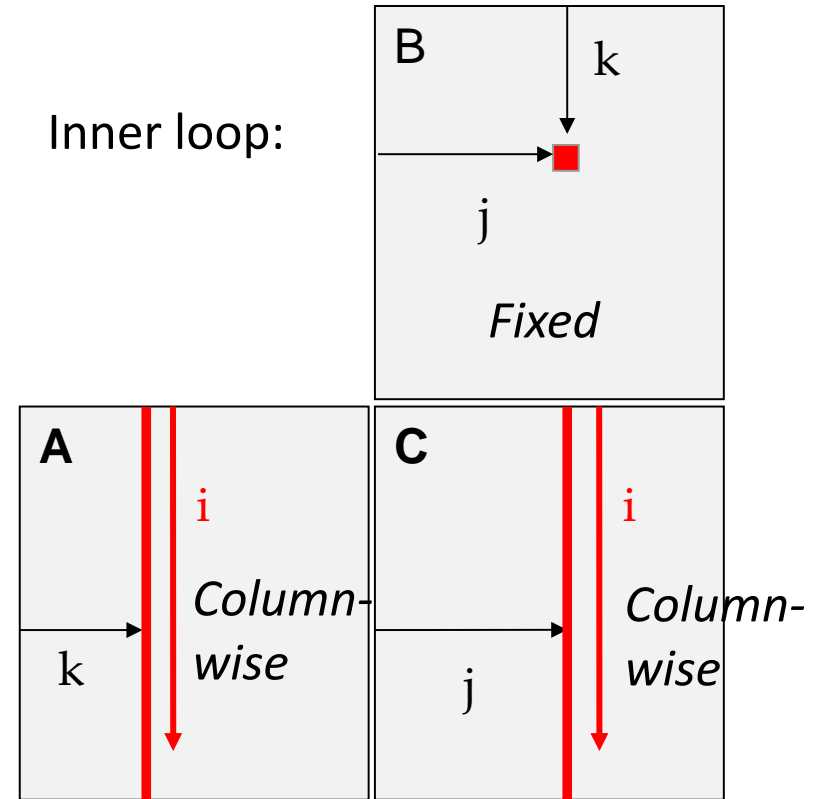 B
k
Inner loop:
j
Fixed
A
i
Column-
wise
k
C
i
Column-
wise
j